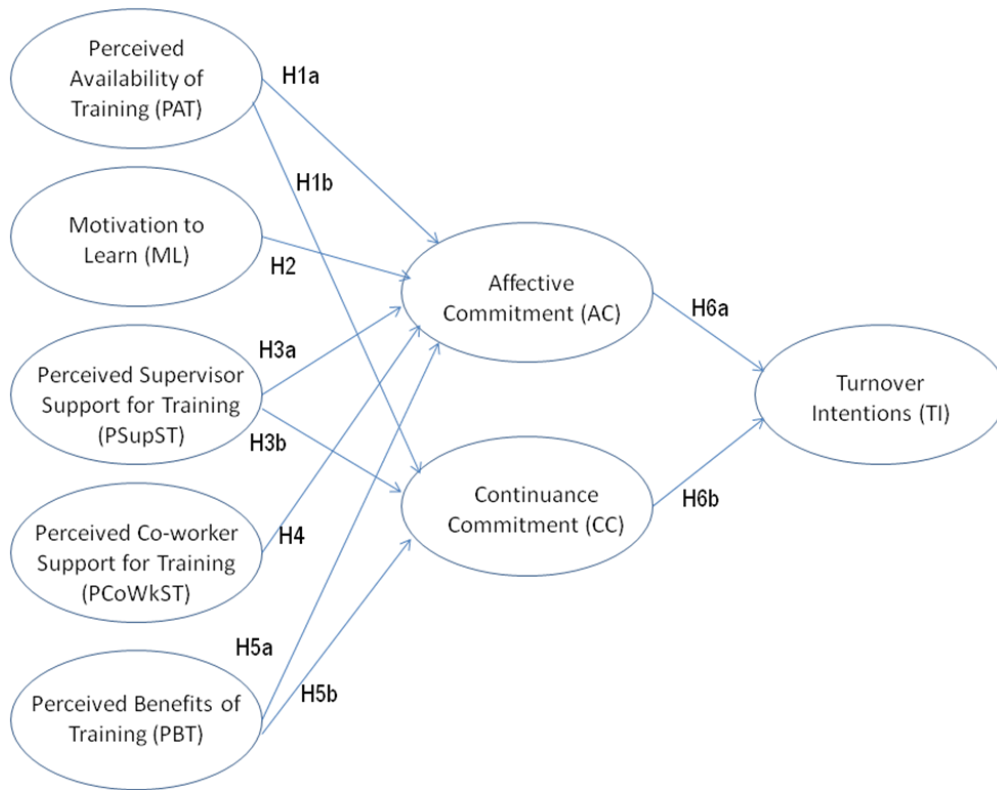 Perceived
Availability of
Training (PAT)
H1a
H1b
Motivation to
Learn (ML)
H2
Perceived Supervisor
Support for Training
(PSupST)
H3a
H3b
Perceived Co-worker
Support for Training
(PCoWkST)
H4
Perceived Benefits of
Training (PBT)
H5a
H5b
Affective
Commitment (AC)
H6a
Continuance
Commitment (CC)
H6b
Turnover
Intentions (TI)